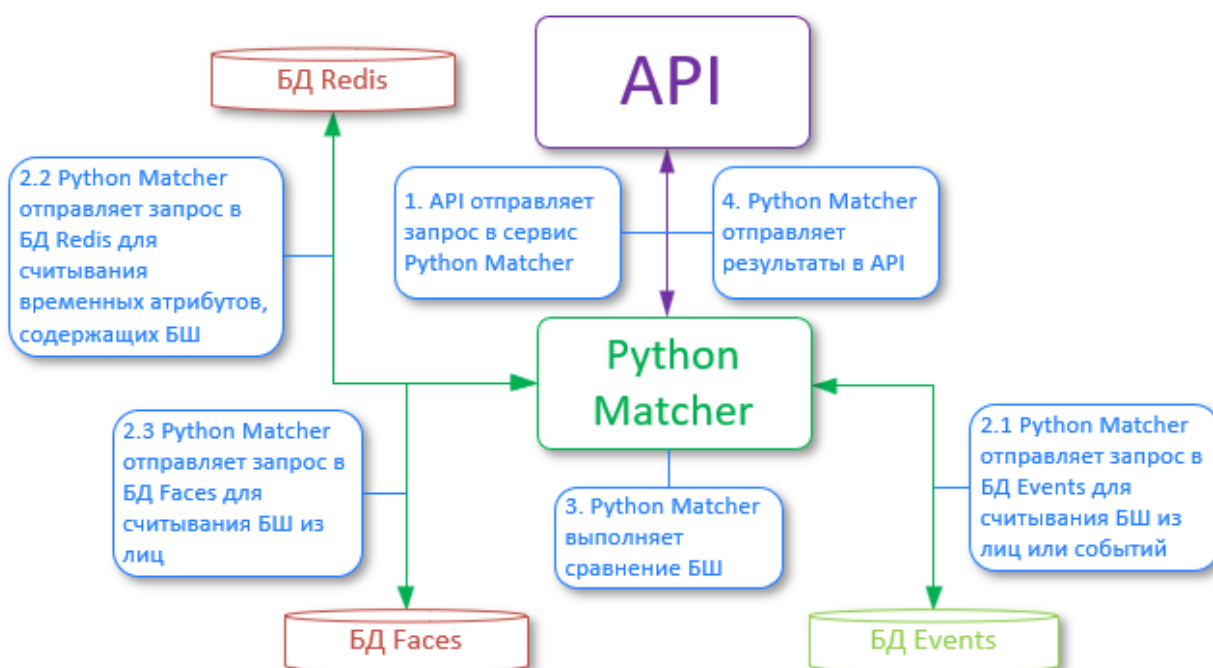 API
БД Redis
2.2 Python Matcher
отправляет запрос в
БД Redis для
считывания
временных атрибутов,
содержащих БШ
1. API отправляет
запрос в сервис
Python Matcher
4. Python Matcher
отправляет
результаты в API
Python
Matcher
2.3 Python Matcher
отправляет запрос в
БД Faces для
считывания БШ из
лиц
3. Python Matcher
выполняет
сравнение БШ
2.1 Python Matcher
отправляет запрос в
БД Events для
считывания БШ из
лиц или событий
БД Faces
БД Events